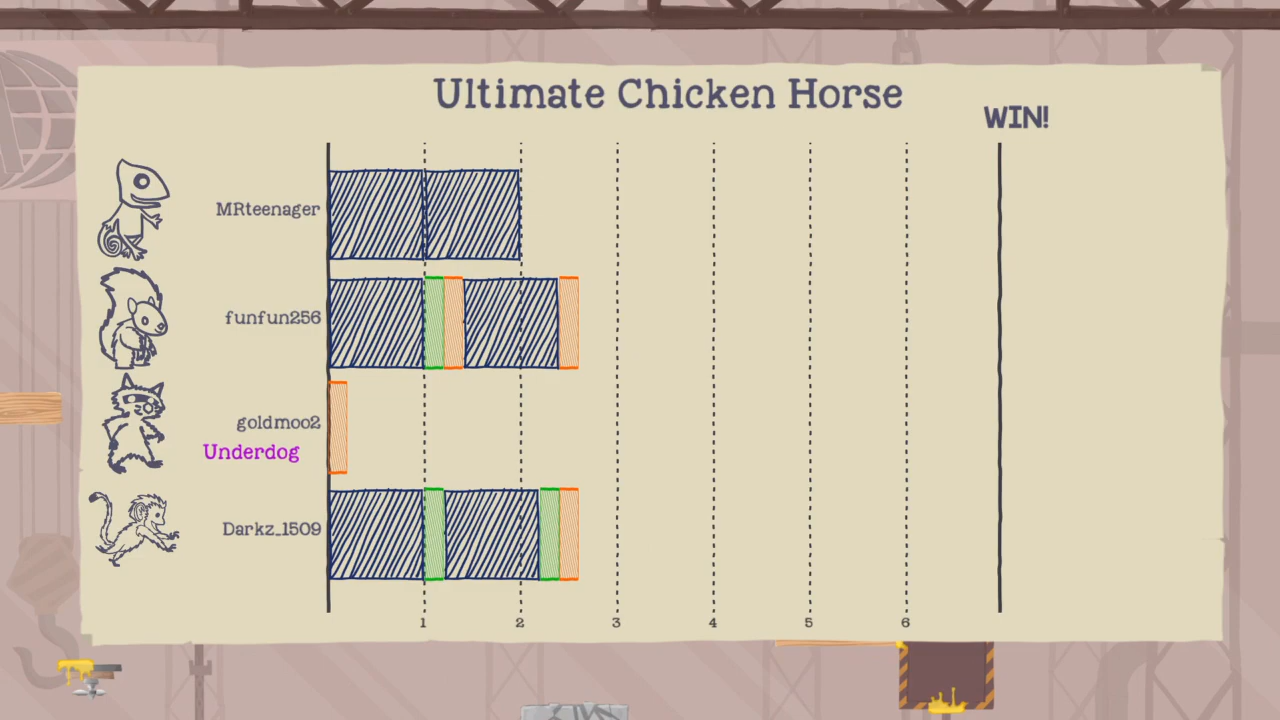 Ultimate Chicken Horse
WIN!
MRteenager
funfun256
goldmoo2
Underdog
Darkz_1509
1 2 3 4 5 6